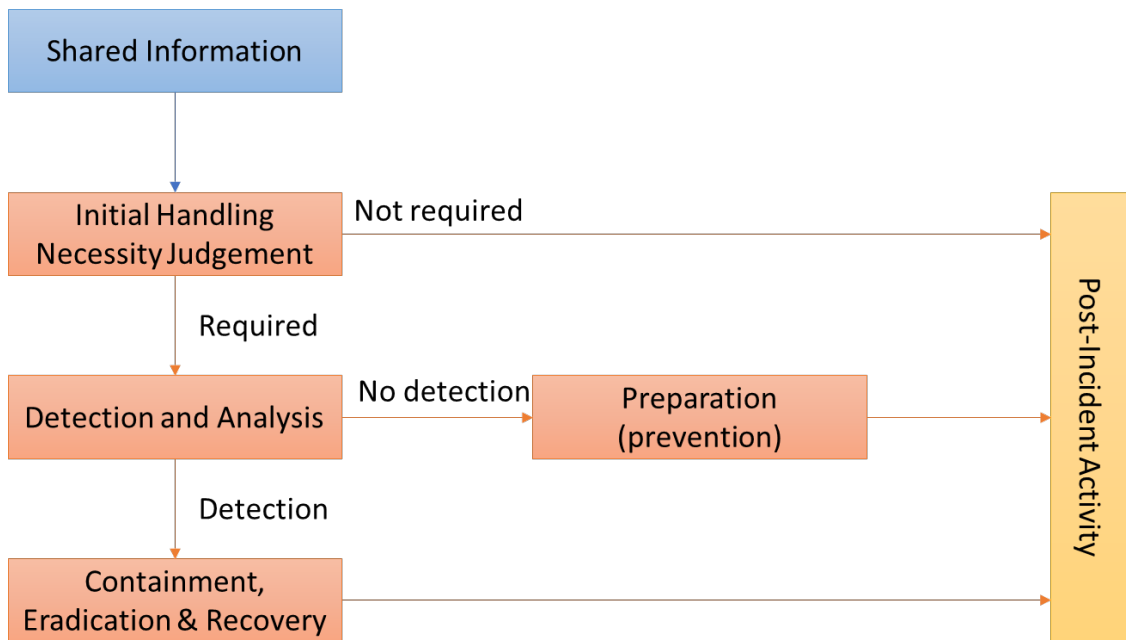 Shared Information
Initial Handling
Necessity Judgement
Not required
Required
Detection and Analysis
No detection
Preparation
(prevention)
Detection
Containment,
Eradication & Recovery
Post-Incident Activity